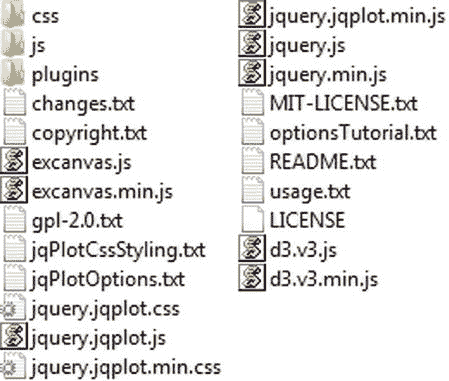 css
js
plugins
changes.txt
copyright.txt
excanvas.js
excanvas.min.js
gpl-2.0.txt
jqPlotCssStyling.txt
jqPlotOptions.txt
jquery.jqplot.css
jquery.jqplot.js
jquery.jqplot.min.css
jquery.jqplot.min.js
jquery.js
jquery.min.js
MIT-LICENSE.txt
optionsTutorial.txt
README.txt
usage.txt
LICENSE
d3.v3.js
d3.v3.min.js